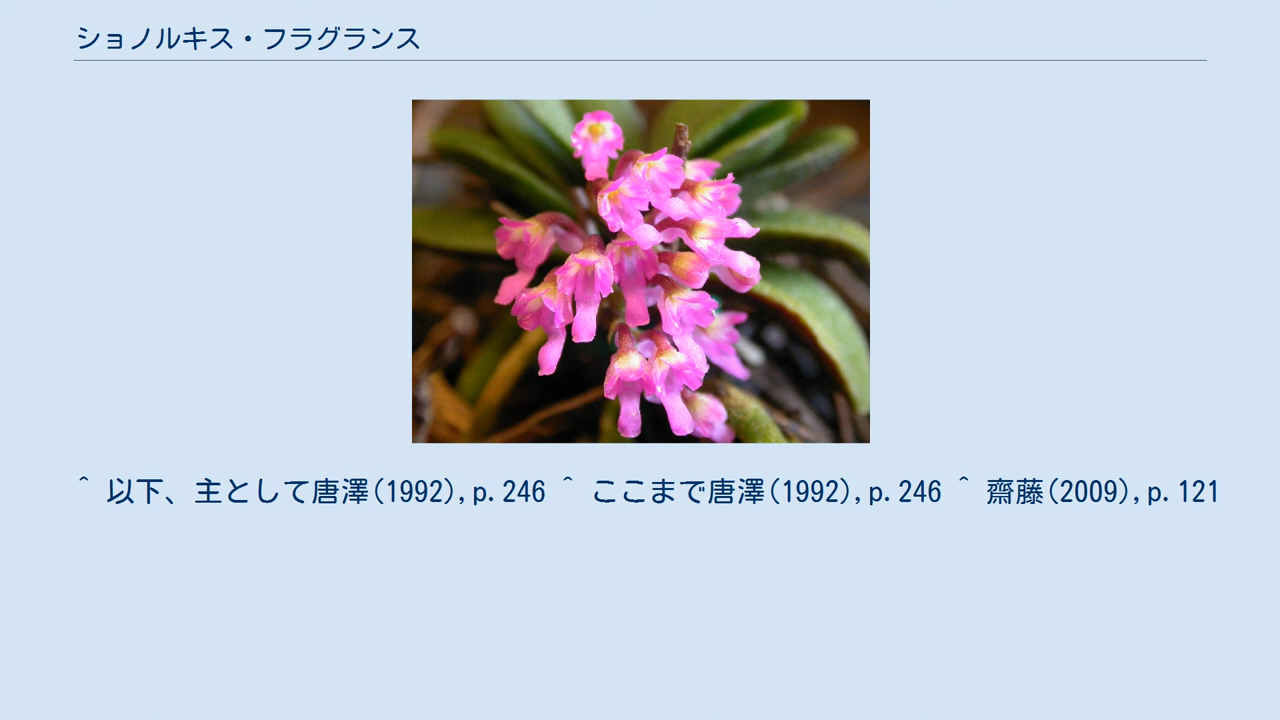 ショノルキス・フラグランス
^ 以下、主として唐澤(1992),p.246 ^ ここまで唐澤(1992),p.246 ^ 齋藤(2009),p.121